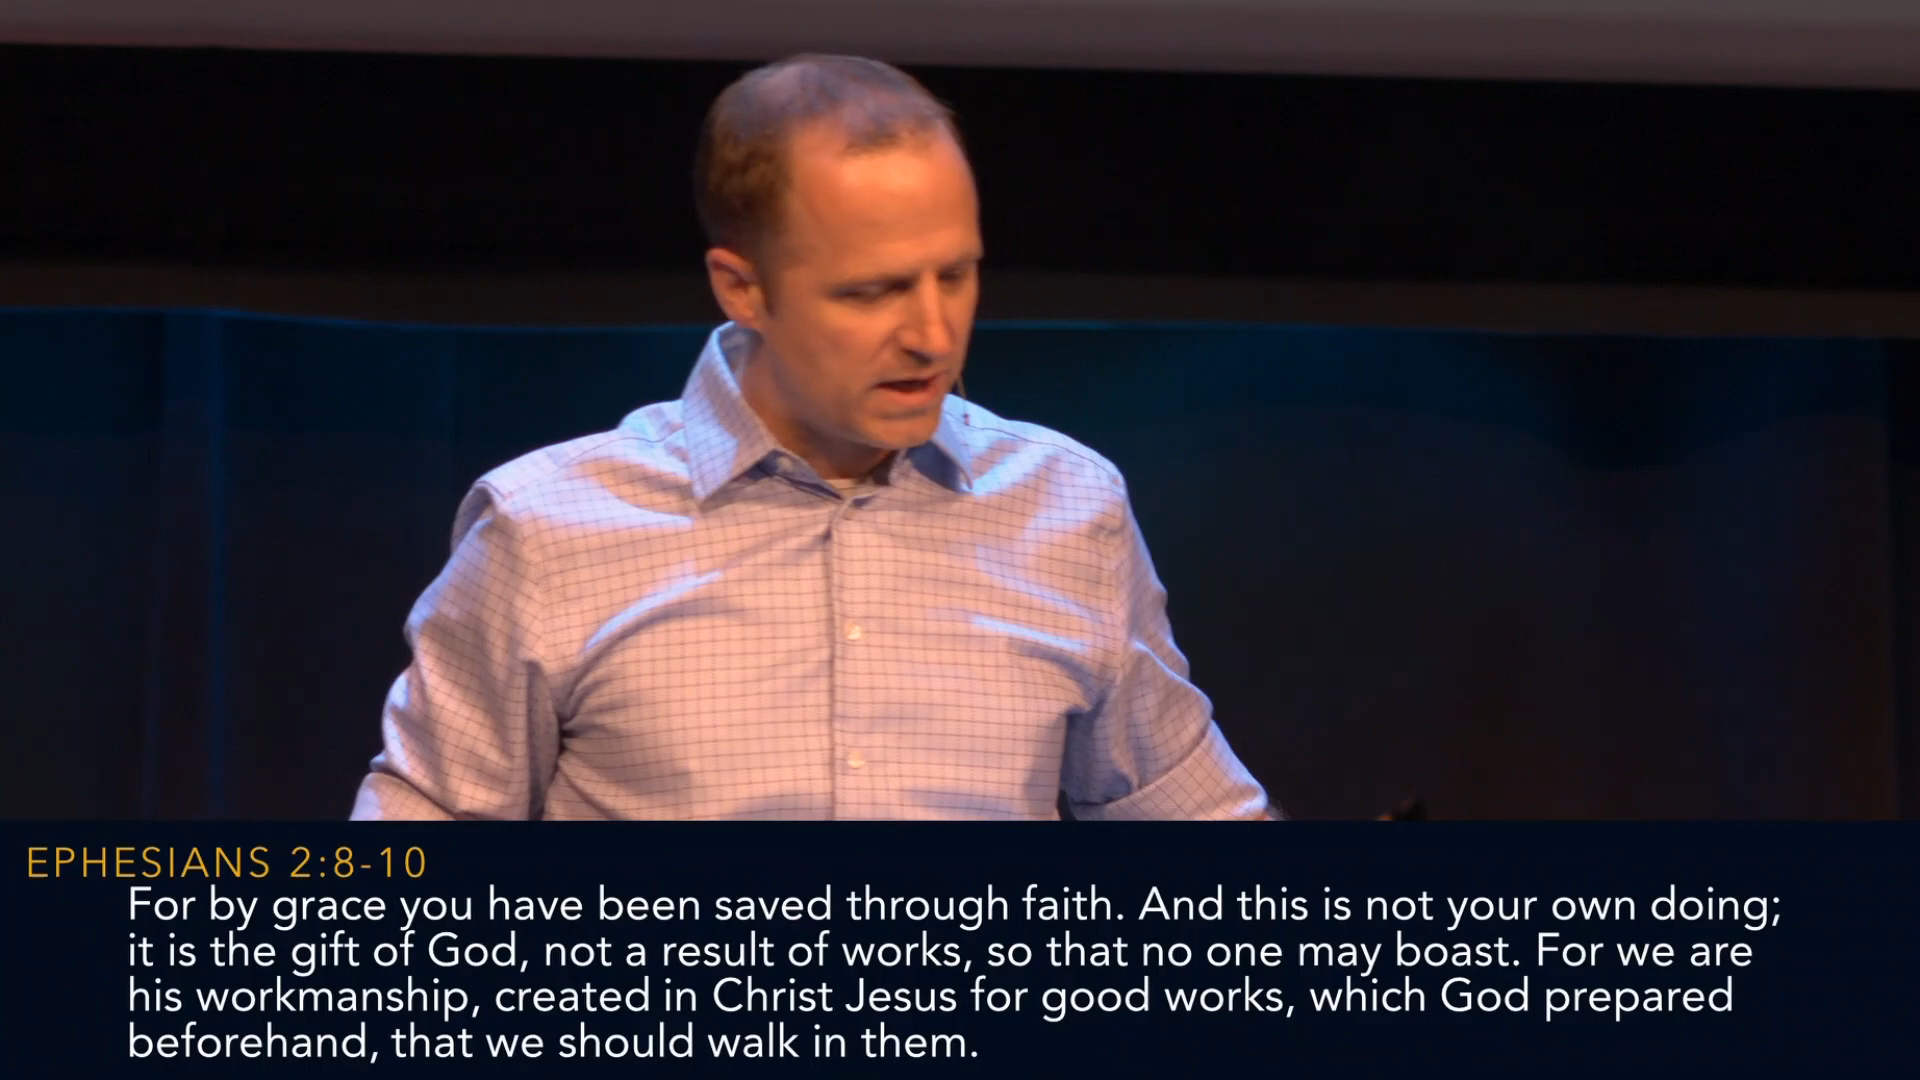 EPHESIANS 2:8-10
For by grace you have been saved through faith. And this is not your own doing;
it is the gift of God, not a result of works, so that no one may boast. For we are
his workmanship, created in Christ Jesus for good works, which God prepared
beforehand, that we should walk in them.